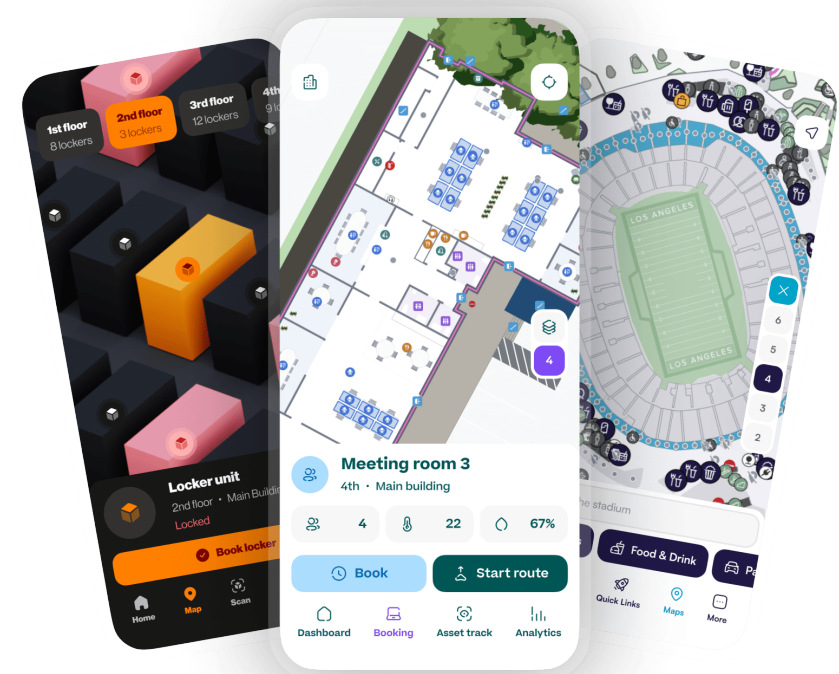 1st floor
8 lockers
2nd floor
3 lockers
3rd floor
12 lockers
4th
Locker unit
2nd floor • Main
Locked
Book locker
Home
Map
Scan
4
Meeting room 3
4th • Main building
4
22
67%
Book
Start route
Dashboard
Booking
Asset track
Analytics
LOS ANGELES
LOS ANGELES
6
5
4
3
2
the stadium
Food & Drink
Quick Links
Maps
More